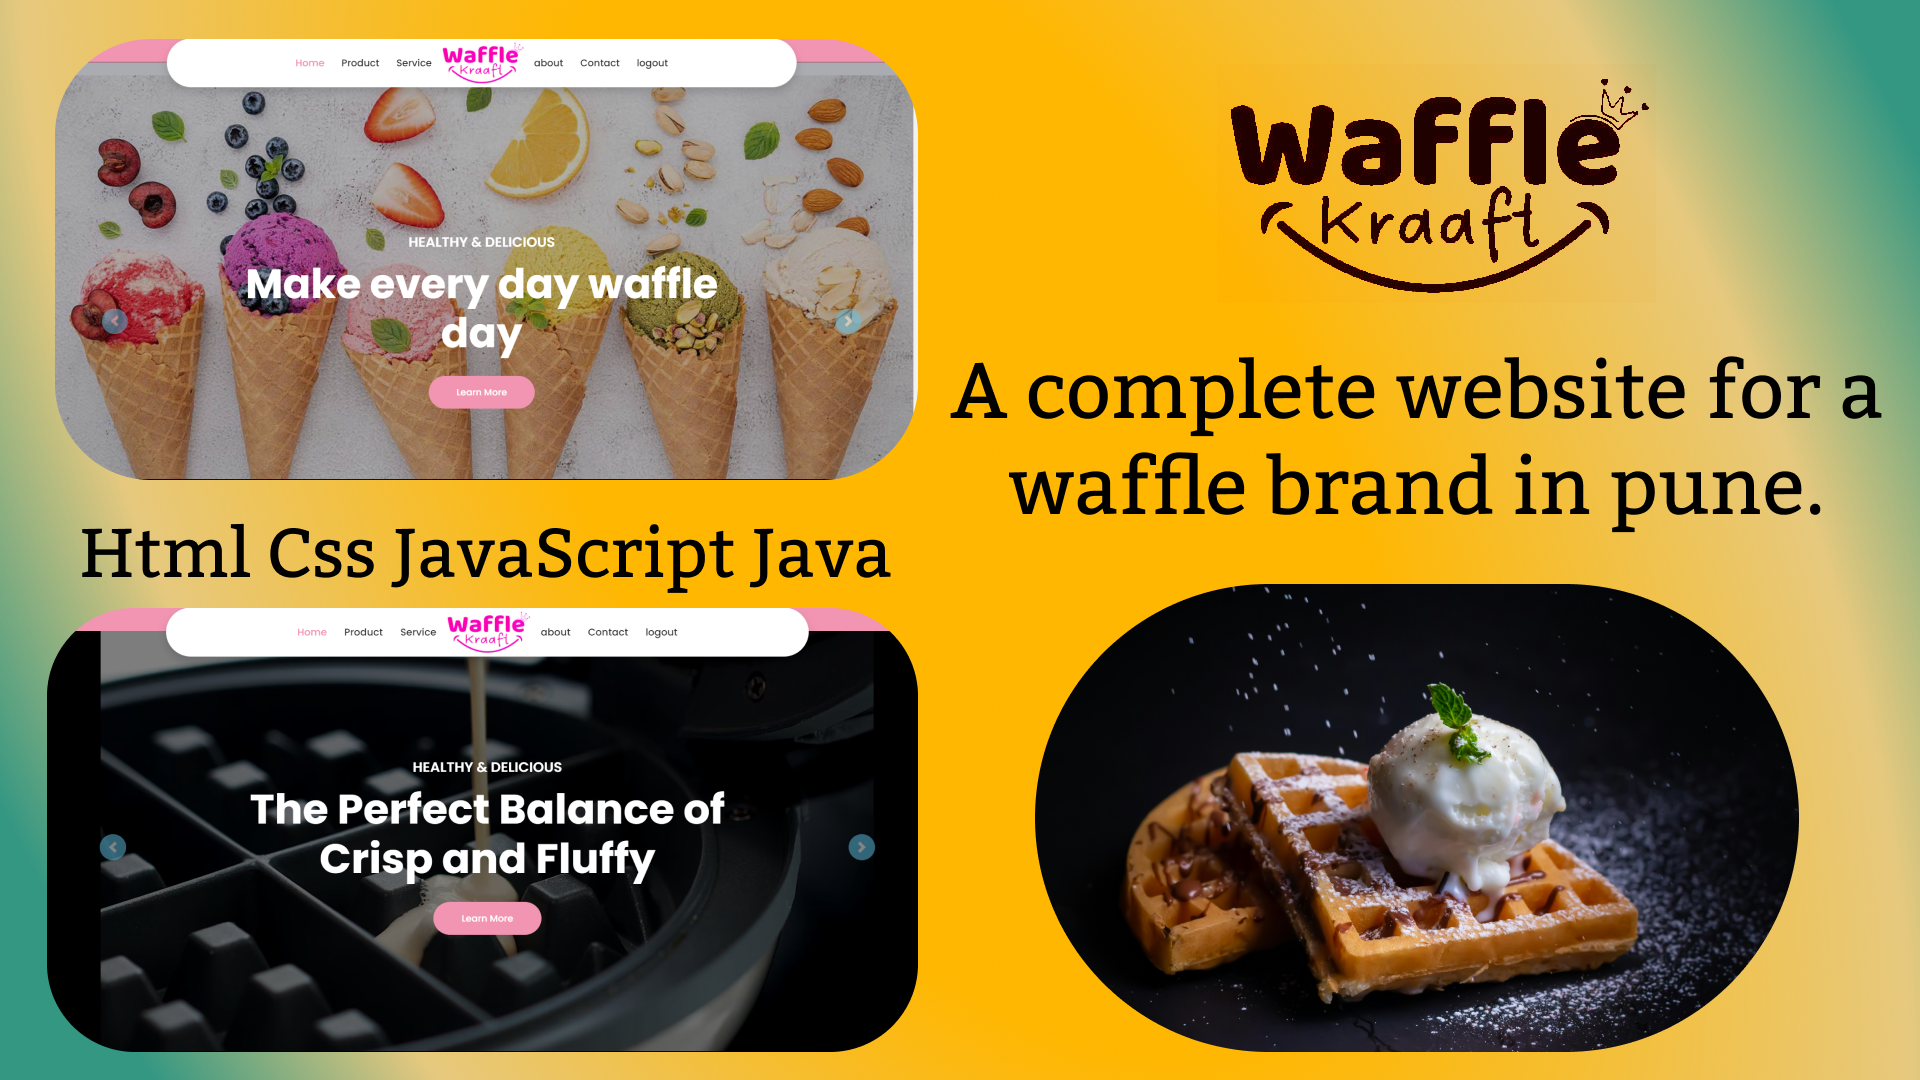 Home Product Service Waffle Kraaft about Contact logout
HEALTHY & DELICIOUS
Make every day waffle
day
Learn More
Html Css JavaScript Java
Home Product Service Waffle Kraaft about Contact logout
HEALTHY & DELICIOUS
The Perfect Balance of
Crisp and Fluffy
Learn More
Waffle
Kraaft
A complete website for a
waffle brand in pune.